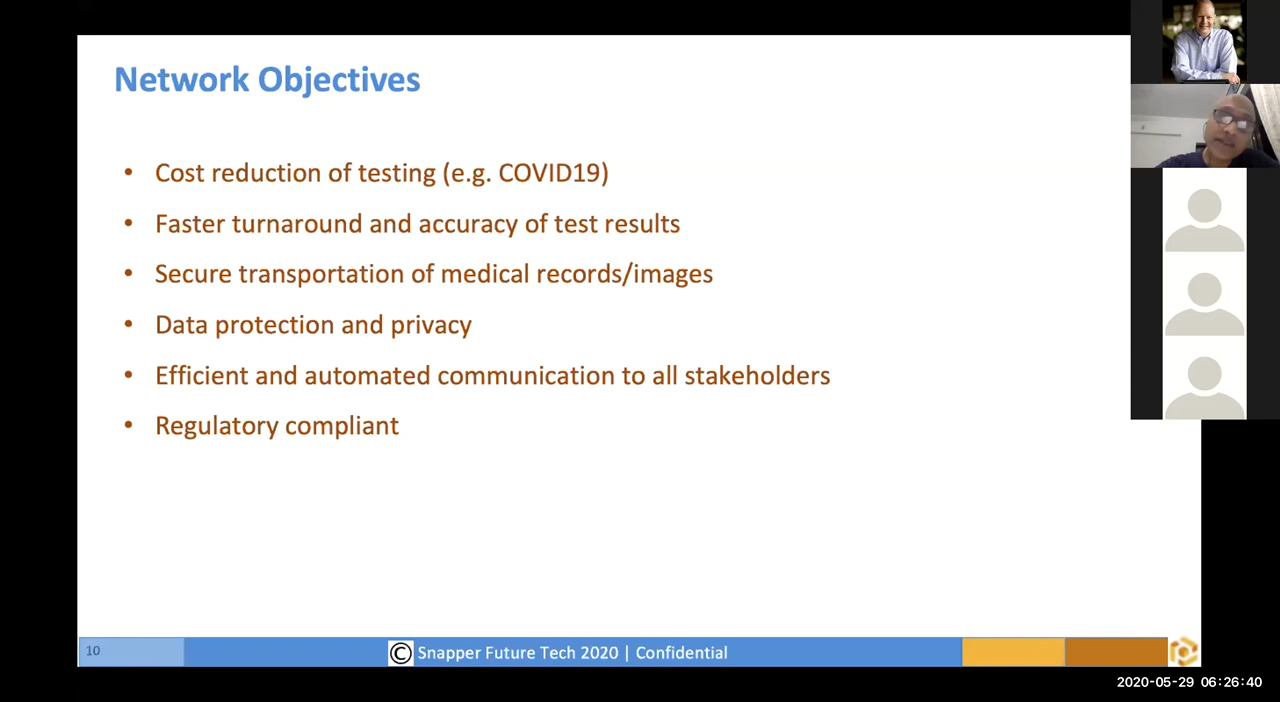 Network Objectives
• Cost reduction of testing (e.g. COVID19)
• Faster turnaround and accuracy of test results
• Secure transportation of medical records/images
• Data protection and privacy
• Efficient and automated communication to all stakeholders
• Regulatory compliant
10
© Snapper Future Tech 2020 | Confidential
2020-05-29 06:26:40